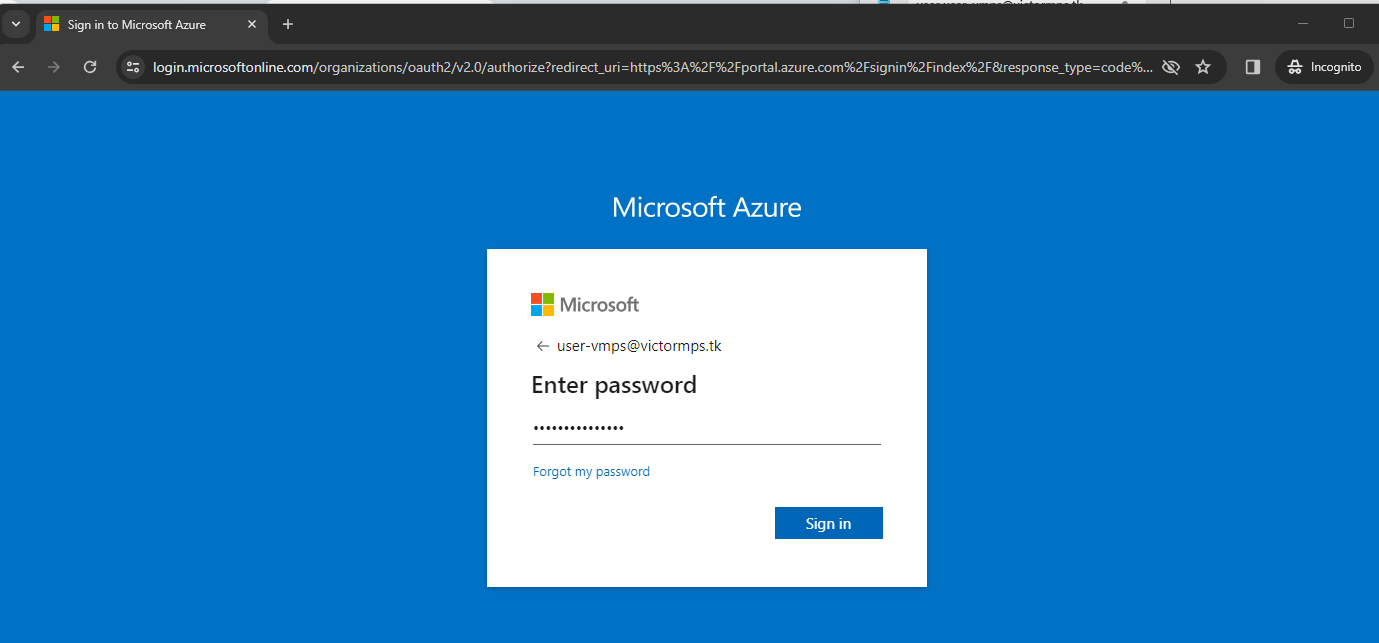 Sign in to Microsoft Azure
login.microsoftonline.com/organizations/oauth2/v2.0/authorize?redirect_uri=https%3A%2F%2Fportal.azure.com%2Fsignin%2Findex%2F&response_type=code%...
Incognito
Microsoft Azure
Microsoft
user-vmps@victormps.tk
Enter password
Forgot my password
Sign in